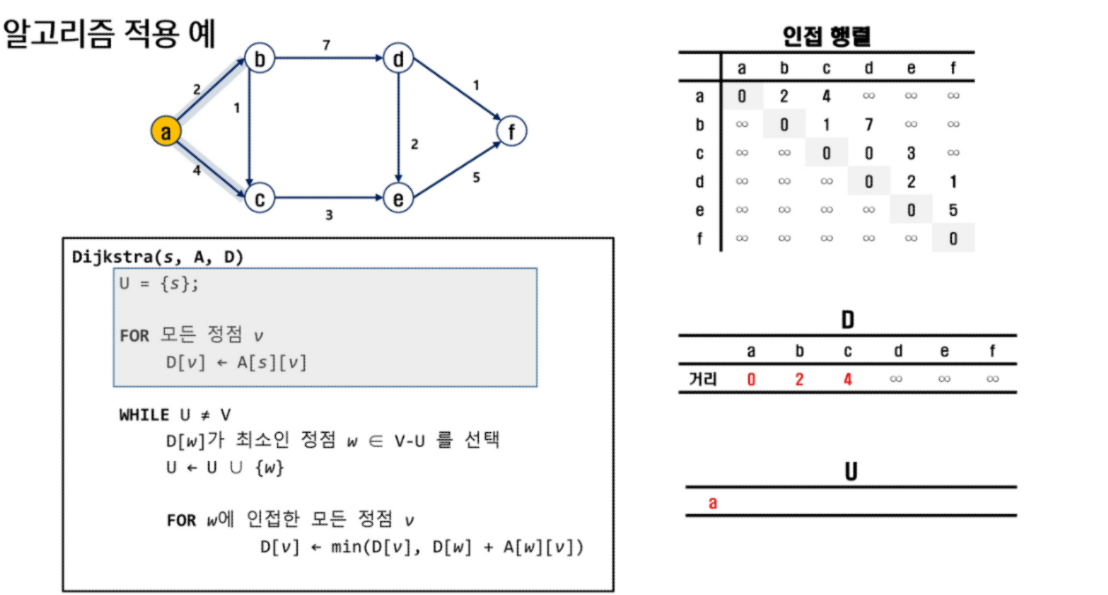 알고리즘 적용 예
b
7
d
2
1
1
a
f
4
2
5
c
3
e
인접 행렬
a b c d e f
a 0 2 4 ∞ ∞ ∞
b ∞ 0 1 7 ∞ ∞
c ∞ ∞ 0 0 3 ∞
d ∞ ∞ ∞ 0 2 1
e ∞ ∞ ∞ ∞ 0 5
f ∞ ∞ ∞ ∞ ∞ 0
Dijkstra(s, A, D)
U = {s};
FOR 모든 정점 v
D[v] ← A[s][v]
WHILE U ≠ V
D[w]가 최소인 정점 w ∈ V-U 를 선택
U ← U ∪ {w}
FOR w에 인접한 모든 정점 v
D[v] ← min(D[v], D[w] + A[w][v])
D
a b c d e f
거리 0 2 4 ∞ ∞ ∞
U
a